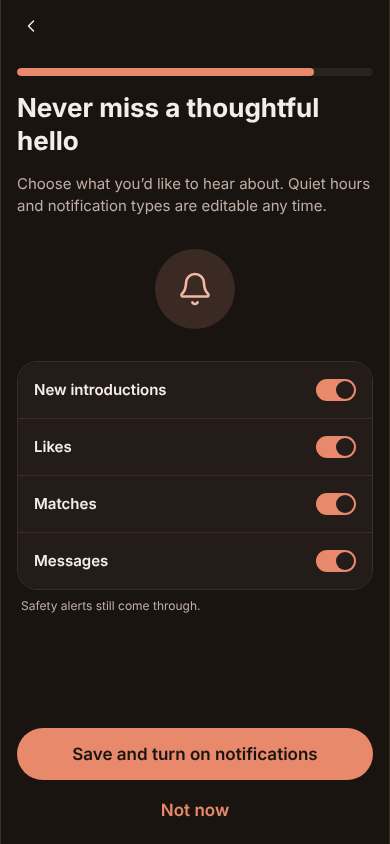 Never miss a thoughtful
hello
Choose what you’d like to hear about. Quiet hours
and notification types are editable any time.
New introductions
Likes
Matches
Messages
Safety alerts still come through.
Save and turn on notifications
Not now